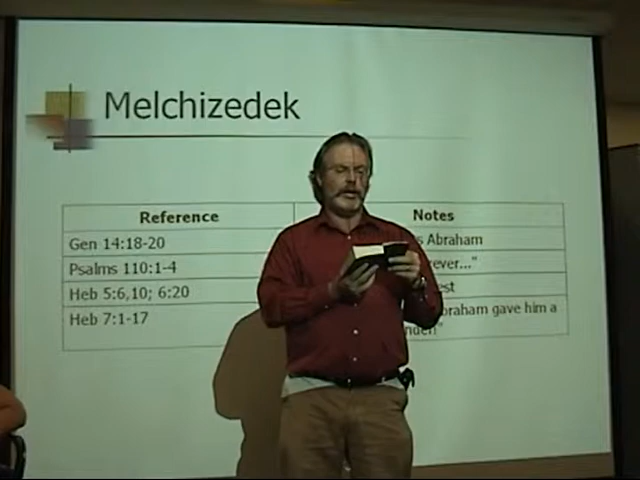 Melchizedek
Reference Notes
Gen 14:18-20 s Abraham
Psalms 110:1-4 ever..."
Heb 5:6,10; 6:20 est
Heb 7:1-17 braham gave him a
nder!"